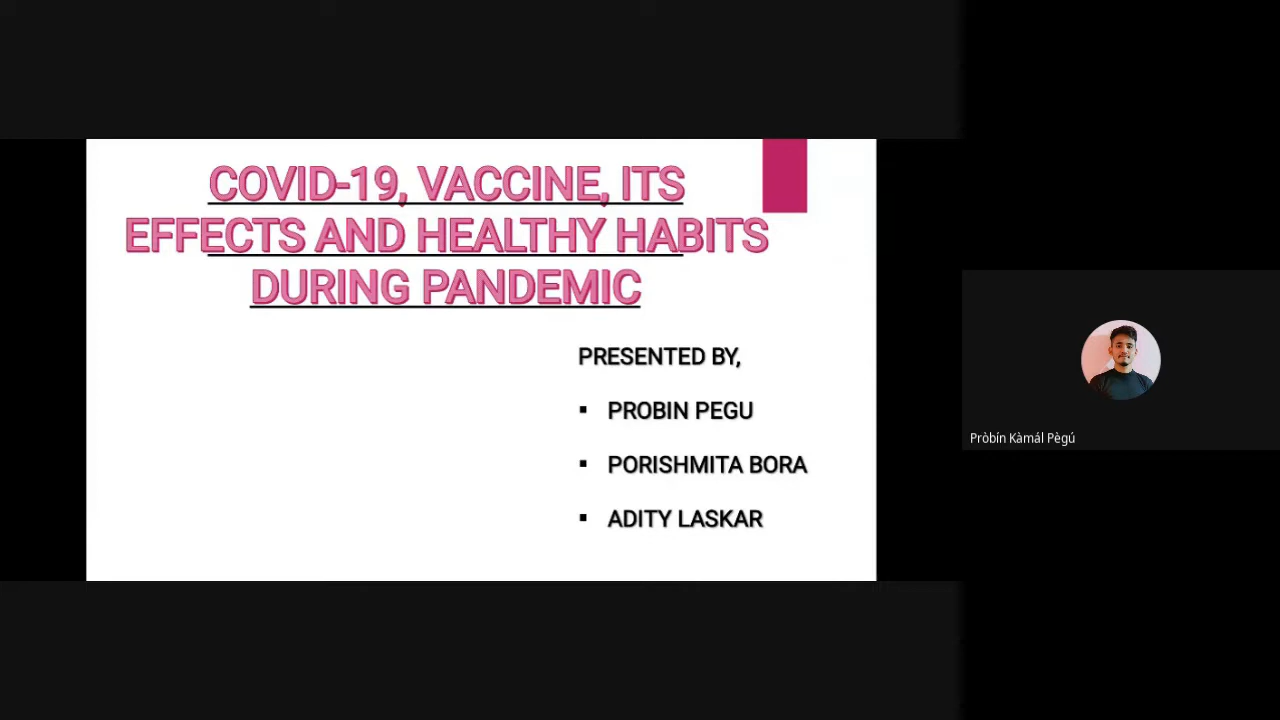 COVID-19, VACCINE, ITS
EFFECTS AND HEALTHY HABITS
DURING PANDEMIC
PRESENTED BY,
▪ PROBIN PEGU
▪ PORISHMITA BORA
▪ ADITY LASKAR
Pròbín Kàmál Pègú